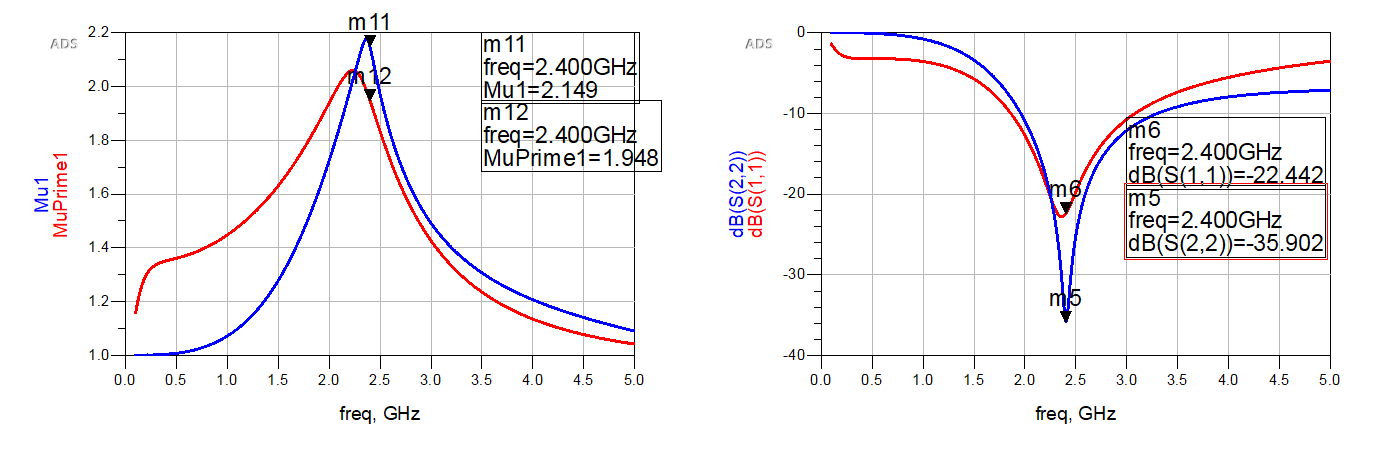 ADS
m11
m12
m11
freq=2.400GHz
Mu1=2.149
m12
freq=2.400GHz
MuPrime1=1.948
2.2
2.0
1.8
1.6
1.4
1.2
1.0
Mu1
MuPrime1
0.0 0.5 1.0 1.5 2.0 2.5 3.0 3.5 4.0 4.5 5.0
freq, GHz
ADS
m6
m5
m6
freq=2.400GHz
dB(S(1,1))=-22.442
m5
freq=2.400GHz
dB(S(2,2))=-35.902
0
-10
-20
-30
-40
dB(S(2,2))
dB(S(1,1))
0.0 0.5 1.0 1.5 2.0 2.5 3.0 3.5 4.0 4.5 5.0
freq, GHz